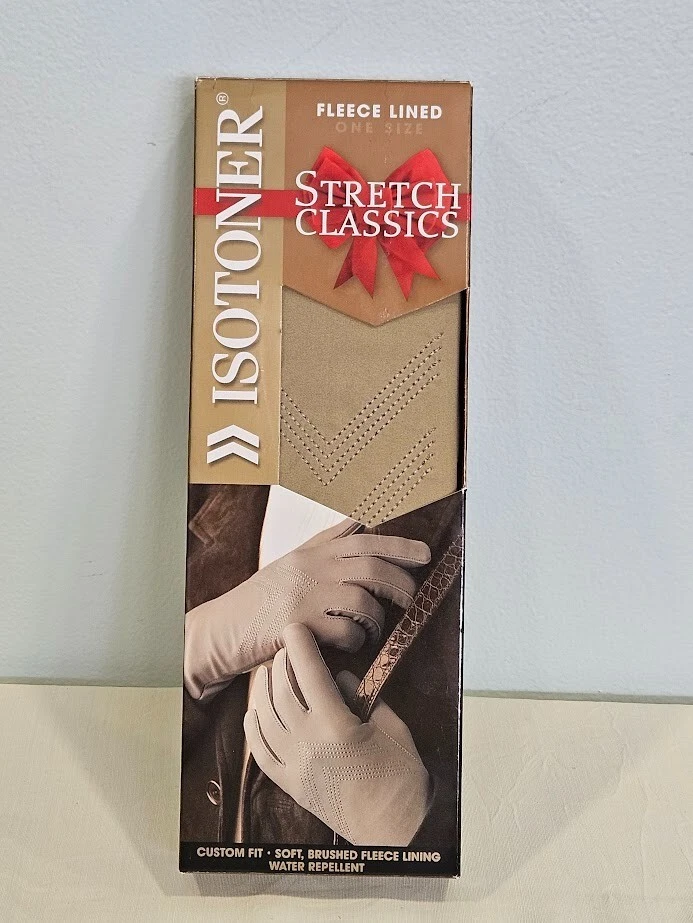 FLEECE LINED
ONE SIZE
STRETCH
CLASSICS
ISOTONER®
CUSTOM FIT • SOFT, BRUSHED FLEECE LINING
WATER REPELLENT